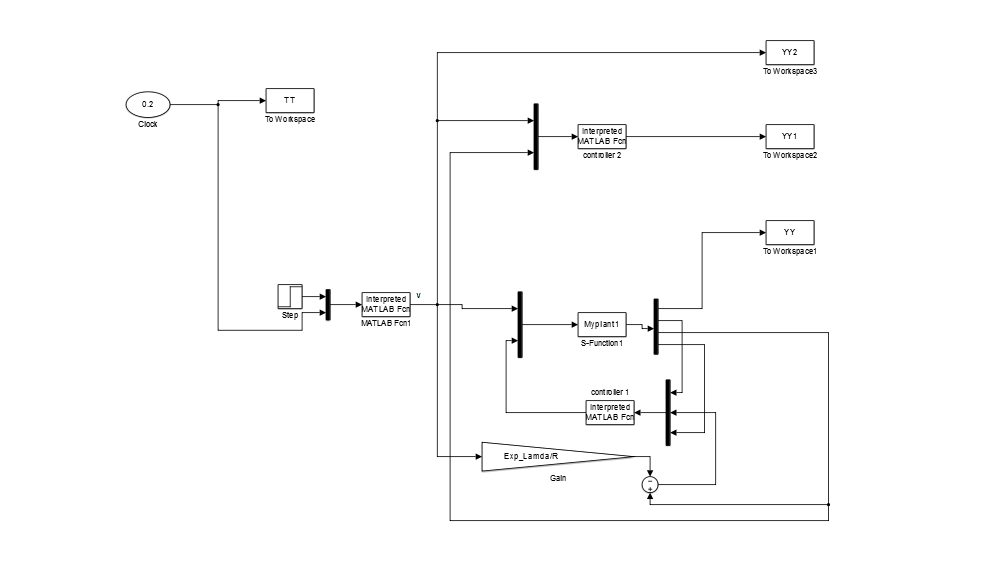 YY2
To Workspace3
0.2
Clock
TT
To Workspace
Interpreted
MATLAB Fcn
controller 2
YY1
To Workspace2
YY
To Workspace1
Step
Interpreted
MATLAB Fcn
MATLAB Fcn1
v
Myplant1
S-Function1
controller 1
Interpreted
MATLAB Fcn
Exp_Lamda/R
Gain
−
+